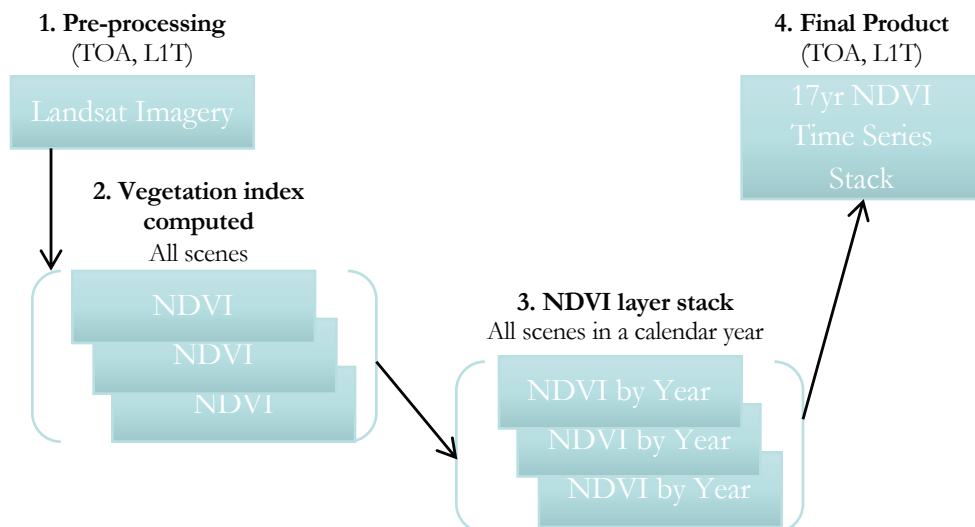 1. Pre-processing
(TOA, L1T)
Landsat Imagery
2. Vegetation index
computed
All scenes
NDVI
NDVI
NDVI
3. NDVI layer stack
All scenes in a calendar year
NDVI by Year
NDVI by Year
NDVI by Year
4. Final Product
(TOA, L1T)
17yr NDVI
Time Series
Stack